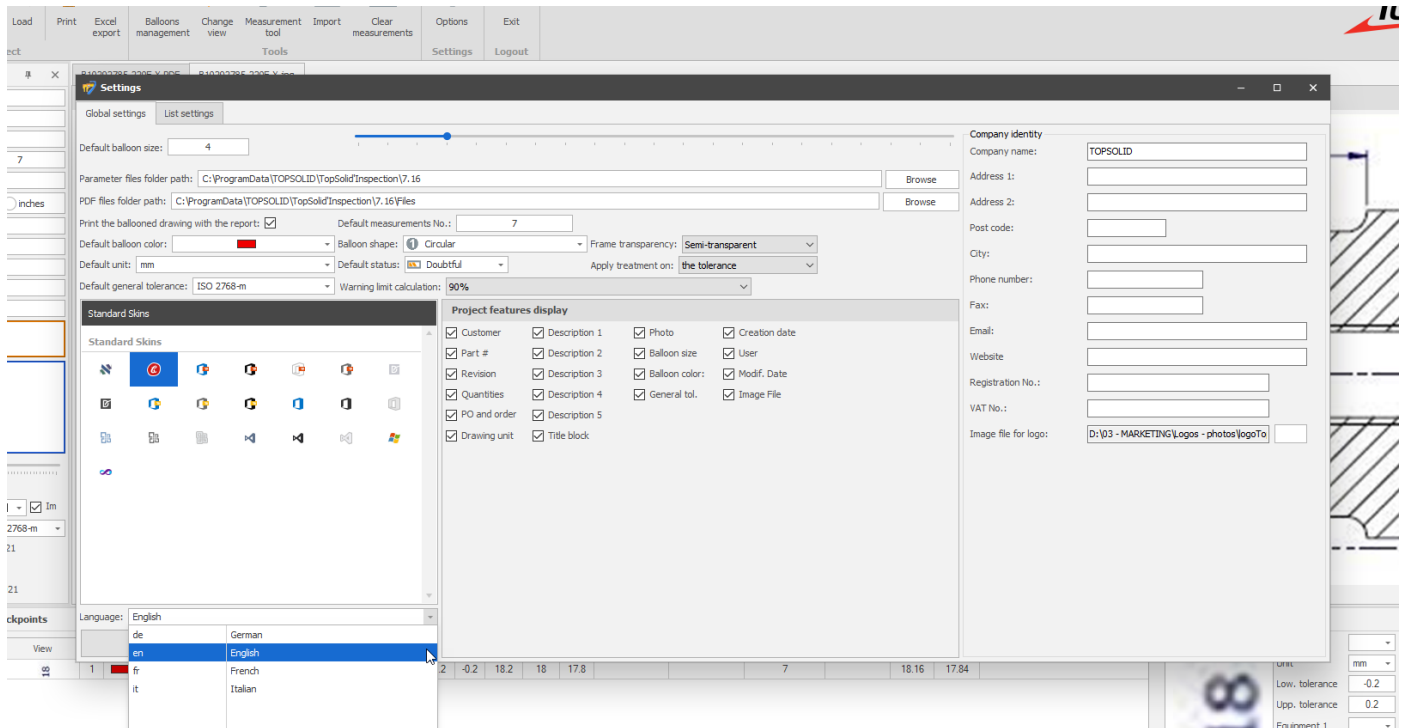 Load Print Excel export Balloons management Change view Measurement tool Import Clear measurements Options Exit
ect Tools Settings Logout
Settings
Global settings List settings
Default balloon size: 4
Parameter files folder path: C:\ProgramData\TOPSOLID\TopSolid'Inspection\7.16 Browse
PDF files folder path: C:\ProgramData\TOPSOLID\TopSolid'Inspection\7.16\Files Browse
Print the ballooned drawing with the report: Default measurements No.: 7
Default balloon color: Balloon shape: 1 Circular Frame transparency: Semi-transparent
Default unit: mm Default status: Doubtful Apply treatment on: the tolerance
Default general tolerance: ISO 2768-m Warning limit calculation: 90%
Standard Skins
Standard Skins
Project features display
Customer Description 1 Photo Creation date
Part # Description 2 Balloon size User
Revision Description 3 Balloon color: Modif. Date
Quantities Description 4 General tol. Image File
PO and order Description 5
Drawing unit Title block
Company identity
Company name: TOPSOLID
Address 1:
Address 2:
Post code:
City:
Phone number:
Fax:
Email:
Website
Registration No.:
VAT No.:
Image file for logo: D:\03 - MARKETING\Logos - photos\logoTo
Language: English
de German
en English
fr French
it Italian
7
inches
Im
2768-m
21
21
ckpoints
View
18 1 .2 -0.2 18.2 18 17.8 7 18.16 17.84
18
Unit mm
Low. tolerance -0.2
Upp. tolerance 0.2
Equipment 1